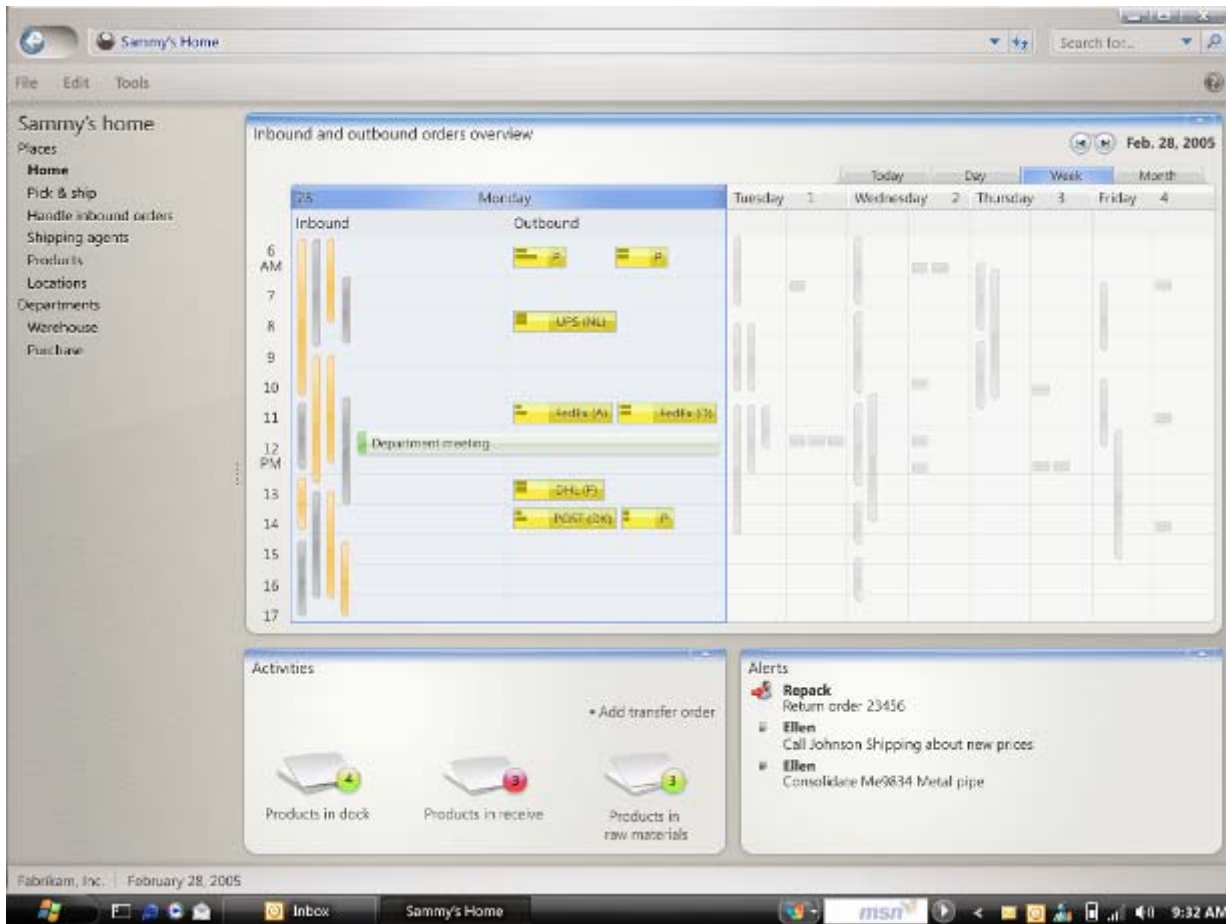 Sammy's Home
Search for...
File Edit Tools
Sammy's home
Places
Home
Pick & ship
Handle inbound orders
Shipping agents
Products
Locations
Departments
Warehouse
Purchase
Inbound and outbound orders overview
Feb. 28, 2005
Today Day Week Month
28 Monday Tuesday 1 Wednesday 2 Thursday 3 Friday 4
Inbound Outbound
6 AM
P P
7
8
UPS (NL)
9
10
11
FedEx (A) FedEx (D)
12 PM
Department meeting
13
DHL (F)
14
POST (DK) P
15
16
17
Activities
• Add transfer order
4 3 3
Products in dock Products in receive Products in
raw materials
Alerts
Repack
Return order 23456
Ellen
Call Johnson Shipping about new prices
Ellen
Consolidate Me9834 Metal pipe
Fabrikam, Inc. February 28, 2005
Inbox Sammy's Home msn 9:32 AM